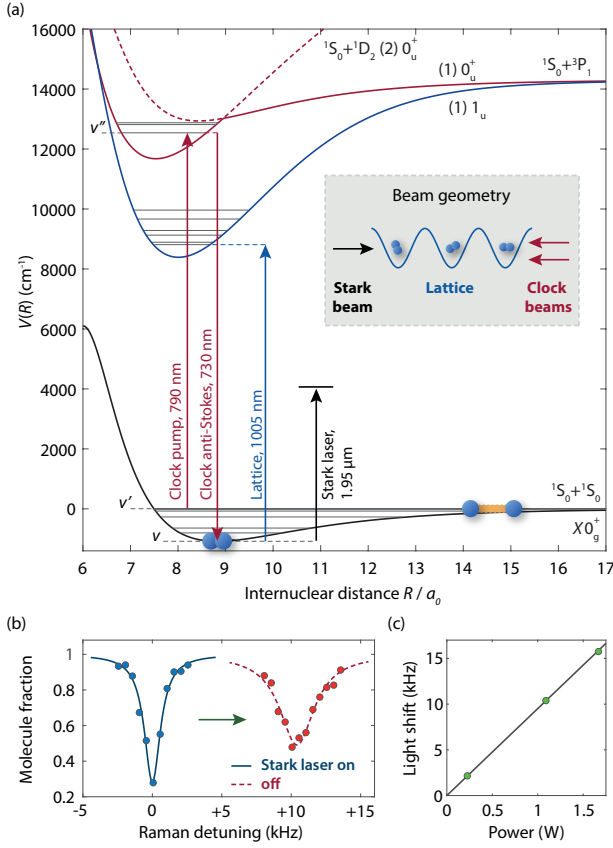 (a)
16000
14000
12000
10000
8000
6000
4000
2000
0
V(R) (cm⁻¹)
¹S₀+¹D₂ (2) 0ᵤ⁺
(1) 0ᵤ⁺
¹S₀+³P₁
(1) 1ᵤ
v″
Beam geometry
Stark
beam
Lattice
Clock
beams
Clock pump, 790 nm
Clock anti-Stokes, 730 nm
Lattice, 1005 nm
Stark laser,
1.95 µm
v′
v
¹S₀+¹S₀
X0g⁺
6 7 8 9 10 11 12 13 14 15 16 17
Internuclear distance R / a₀
(b)
Molecule fraction
1
0.8
0.6
0.4
0.2
Stark laser on
off
-5 0 +5 +10 +15
Raman detuning (kHz)
(c)
Light shift (kHz)
15
10
5
0
0 0.5 1 1.5
Power (W)